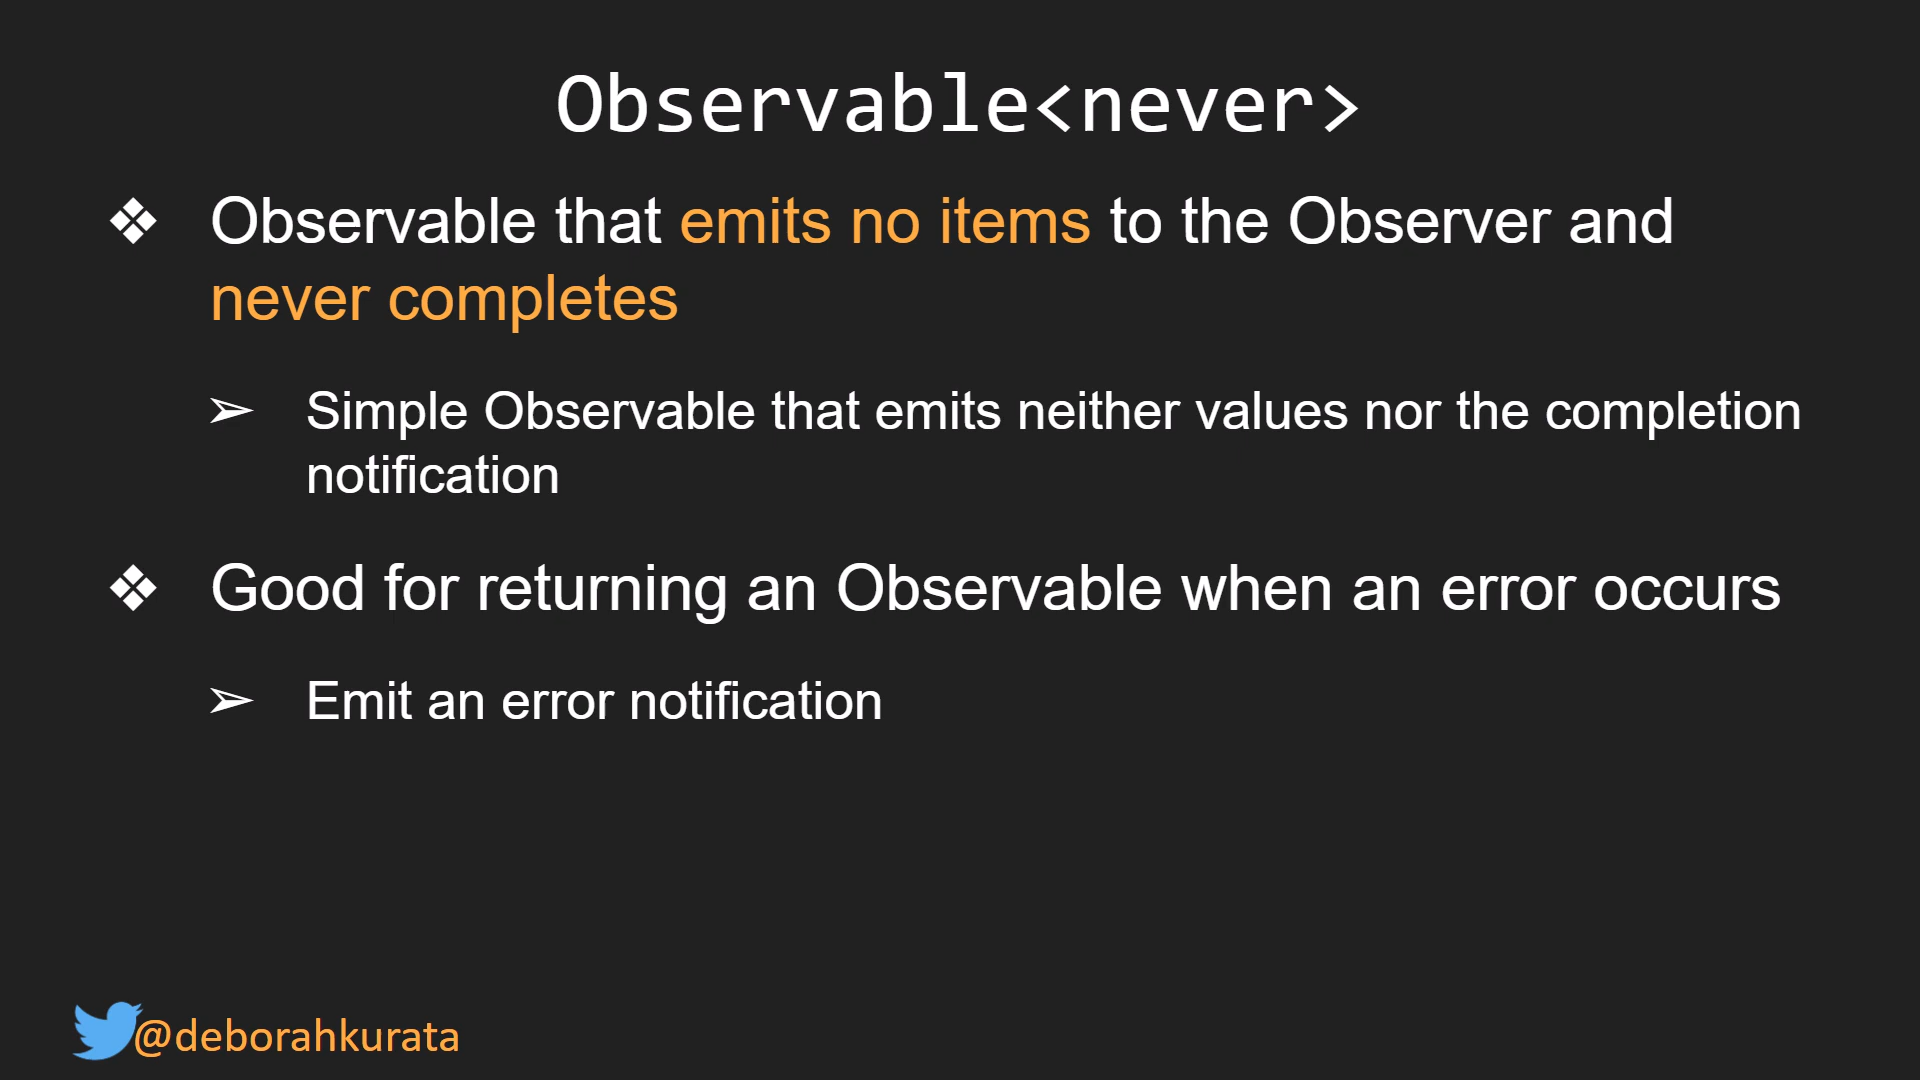 Observable<never>
❖ Observable that emits no items to the Observer and
never completes
➢ Simple Observable that emits neither values nor the completion
notification
❖ Good for returning an Observable when an error occurs
➢ Emit an error notification
@deborahkurata